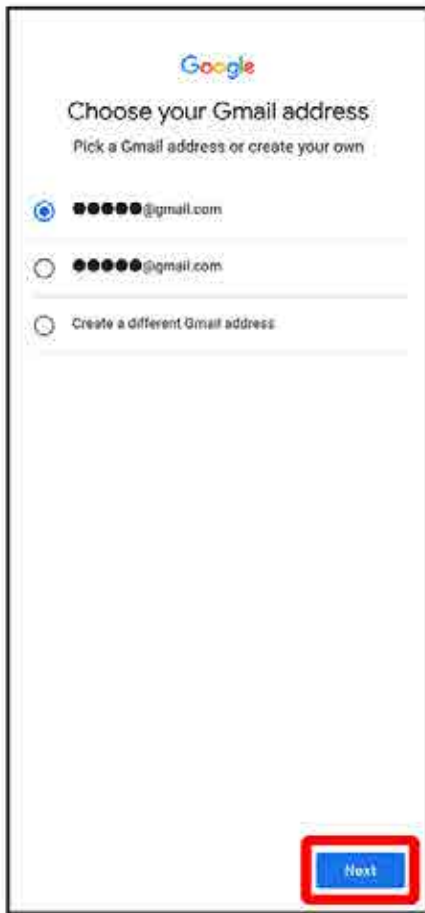 Google
Choose your Gmail address
Pick a Gmail address or create your own
●●●●●@gmail.com
●●●●●@gmail.com
Create a different Gmail address
Next